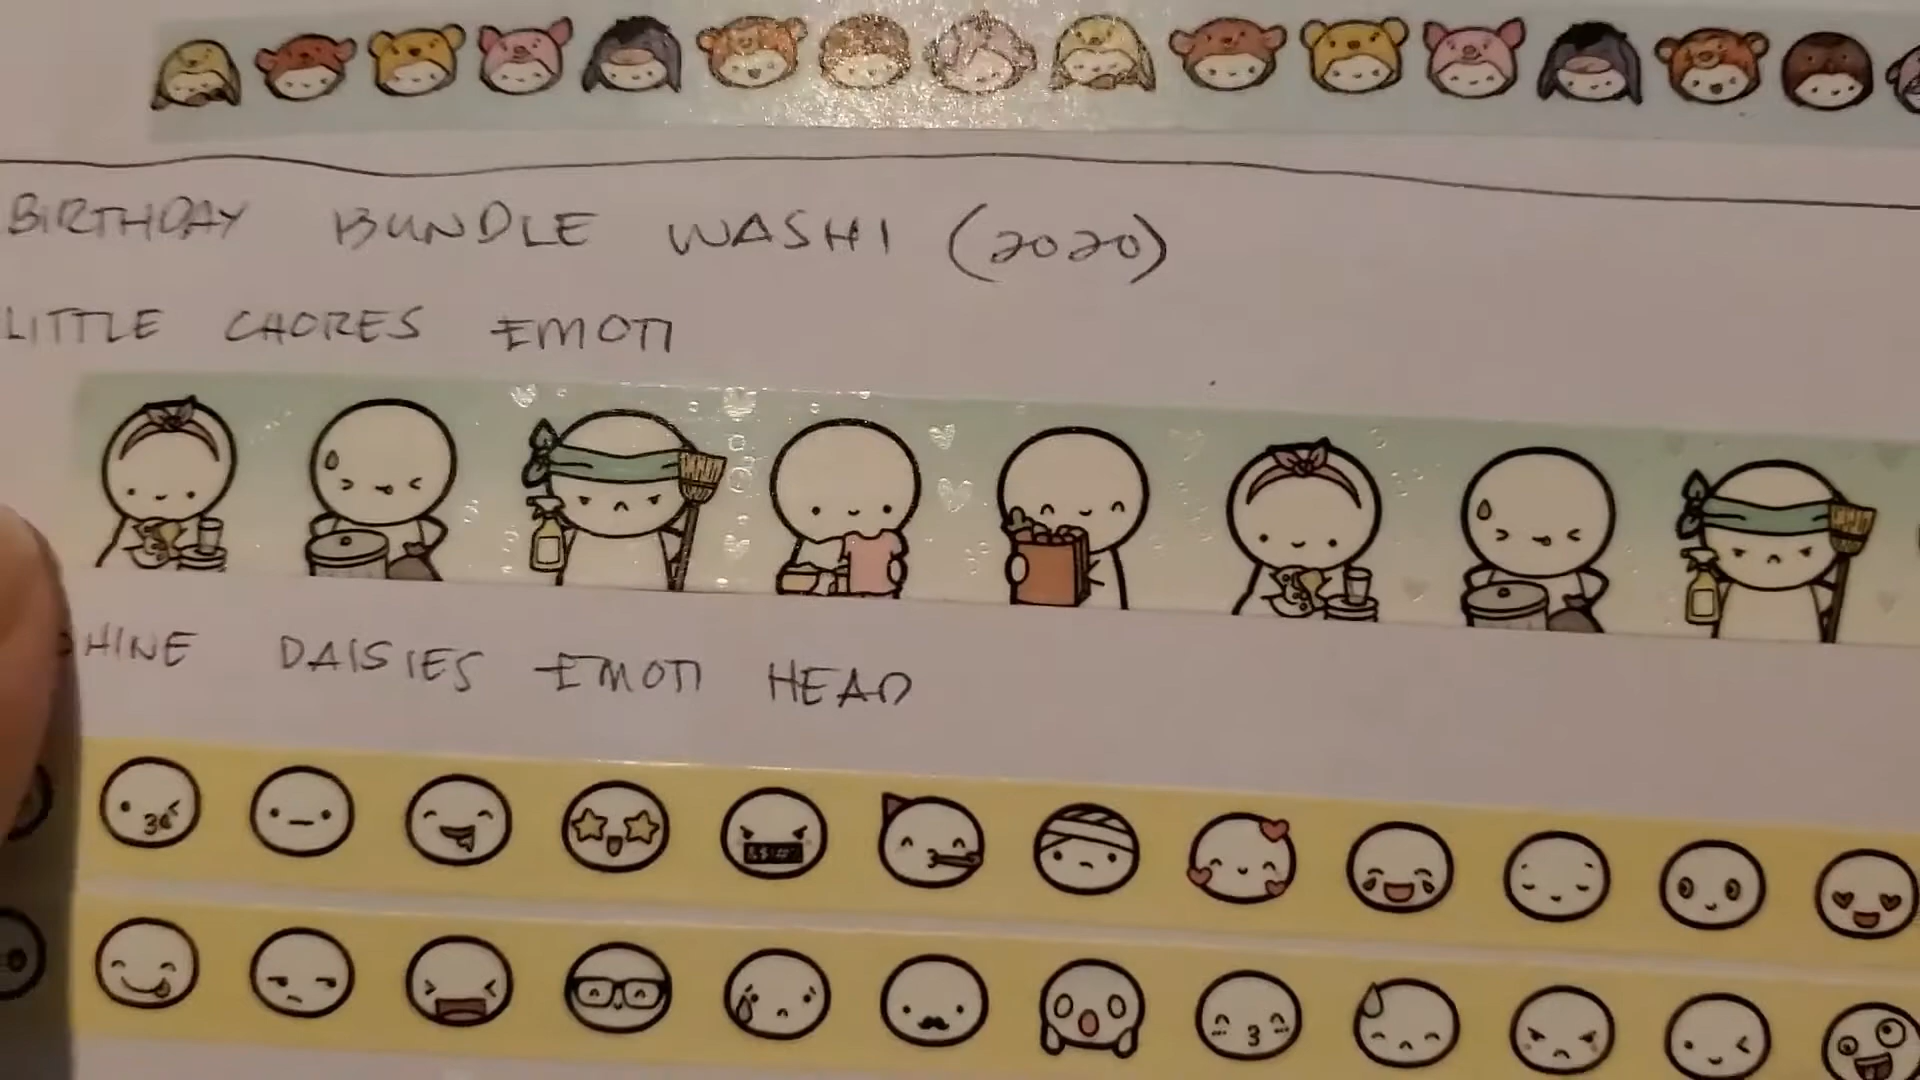 BIRTHDAY BUNDLE WASHI (2020)
LITTLE CHORES EMOTI
HINE DAISIES EMOTI HEAD